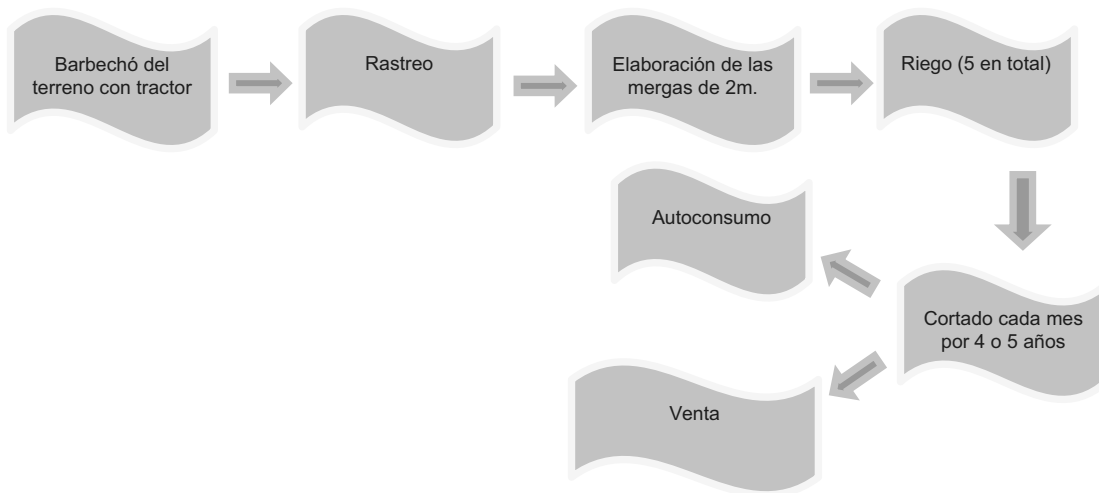 Barbechó del
terreno con tractor
Rastreo
Elaboración de las
mergas de 2m.
Riego (5 en total)
Autoconsumo
Cortado cada mes
por 4 o 5 años
Venta